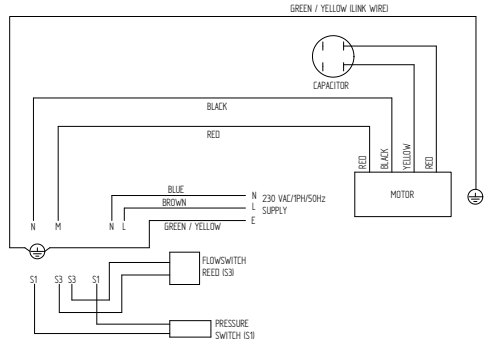 GREEN / YELLOW (LINK WIRE)
CAPACITOR
BLACK
RED
RED
BLACK
YELLOW
RED
MOTOR
BLUE
N
230 VAC/1PH/50Hz
BROWN
L
SUPPLY
N M N L
GREEN / YELLOW
E
FLOWSWITCH
REED (S3)
S1 S3 S3 S1
PRESSURE
SWITCH (S1)